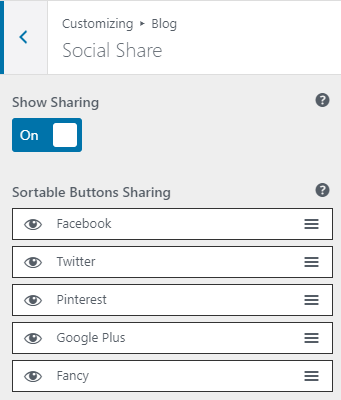 Customizing ▸ Blog
Social Share
Show Sharing
On
Sortable Buttons Sharing
Facebook
Twitter
Pinterest
Google Plus
Fancy